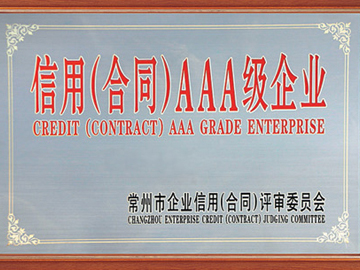 信用(合同)AAA级企业
CREDIT (CONTRACT) AAA GRADE ENTERPRISE
常州市企业信用(合同)评审委员会
CHANGZHOU ENTERPRISE CREDIT (CONTRACT) JUDGING COMMITTEE